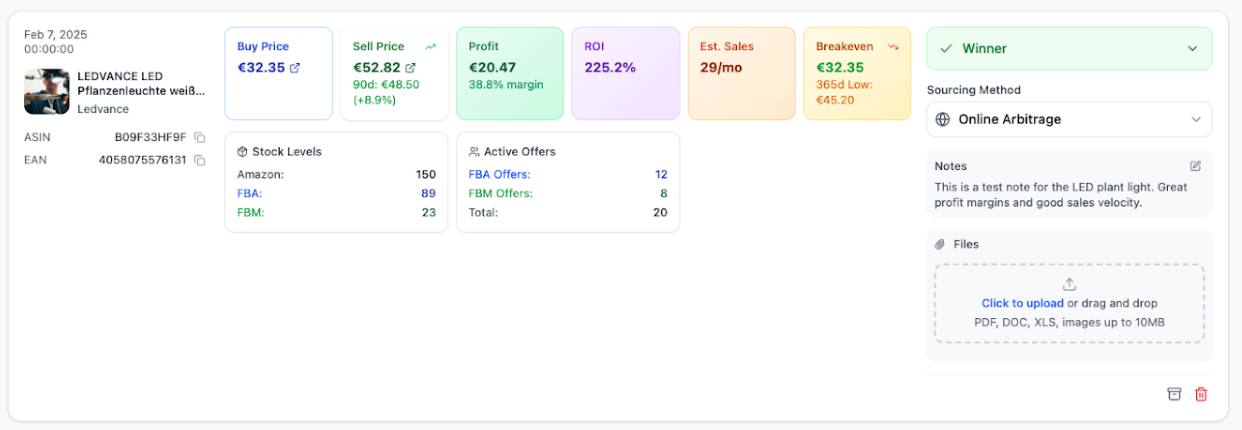 Feb 7, 2025
00:00:00
LEDVANCE LED
Pflanzenleuchte weiß...
Ledvance
ASIN B09F33HF9F
EAN 4058075576131
Buy Price
€32.35
Sell Price
€52.82
90d: €48.50
(+8.9%)
Profit
€20.47
38.8% margin
ROI
225.2%
Est. Sales
29/mo
Breakeven
€32.35
365d Low:
€45.20
Stock Levels
Amazon: 150
FBA: 89
FBM: 23
Active Offers
FBA Offers: 12
FBM Offers: 8
Total: 20
Winner
Sourcing Method
Online Arbitrage
Notes
This is a test note for the LED plant light. Great
profit margins and good sales velocity.
Files
Click to upload or drag and drop
PDF, DOC, XLS, images up to 10MB